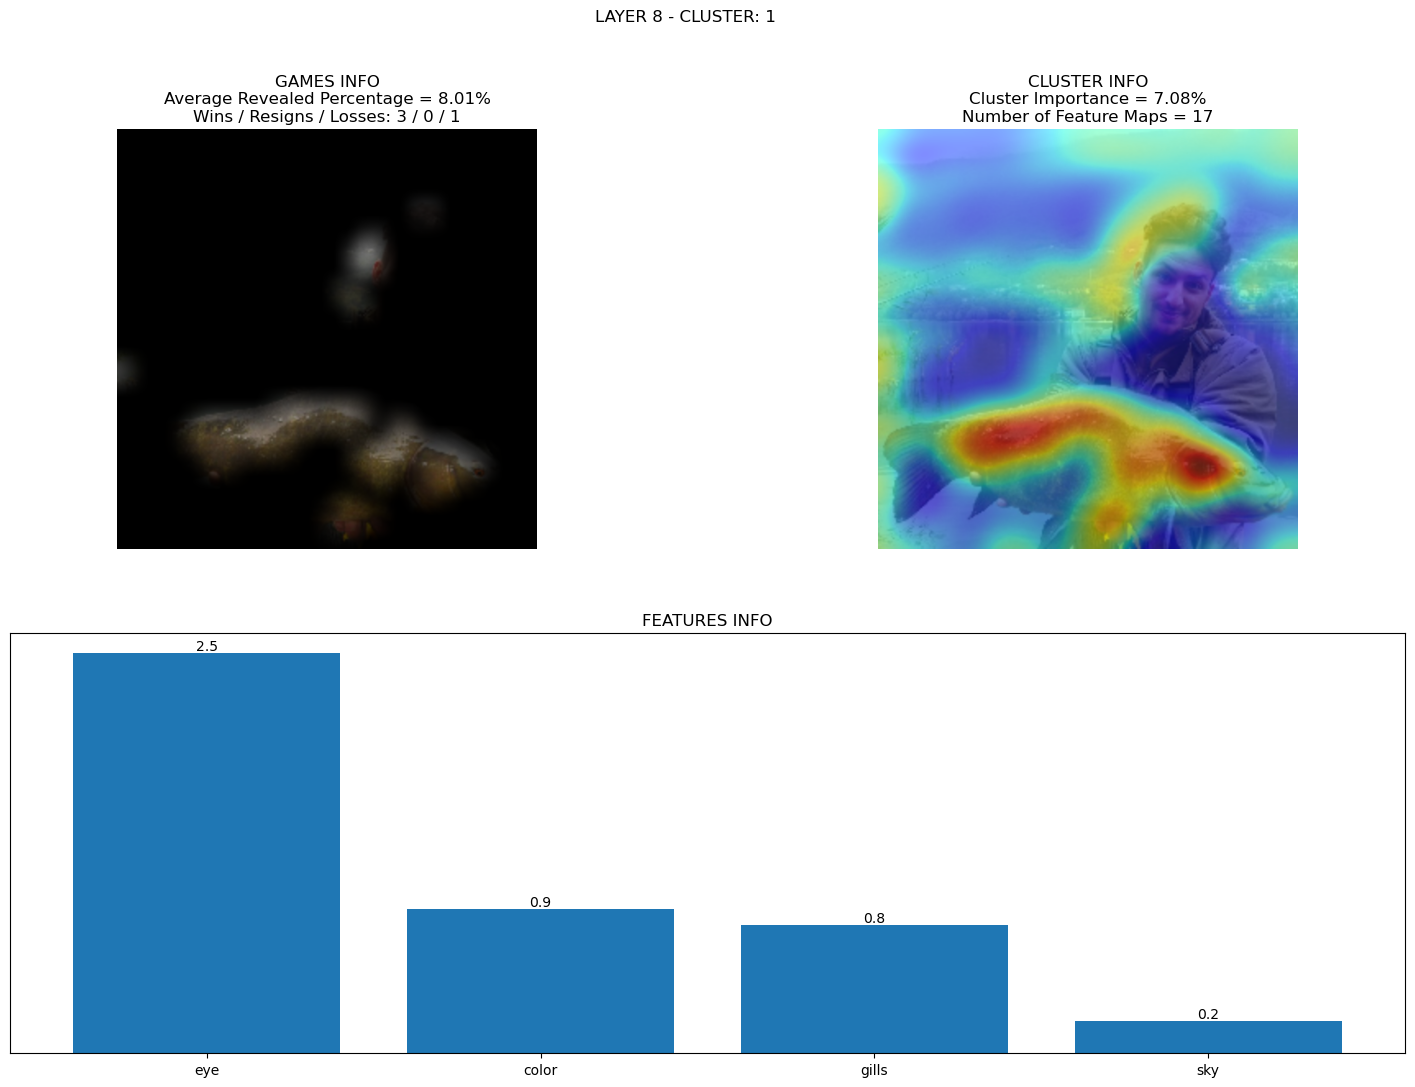 LAYER 8 - CLUSTER: 1
GAMES INFO
Average Revealed Percentage = 8.01%
Wins / Resigns / Losses: 3 / 0 / 1
CLUSTER INFO
Cluster Importance = 7.08%
Number of Feature Maps = 17
FEATURES INFO
2.5
0.9
0.8
0.2
eye
color
gills
sky